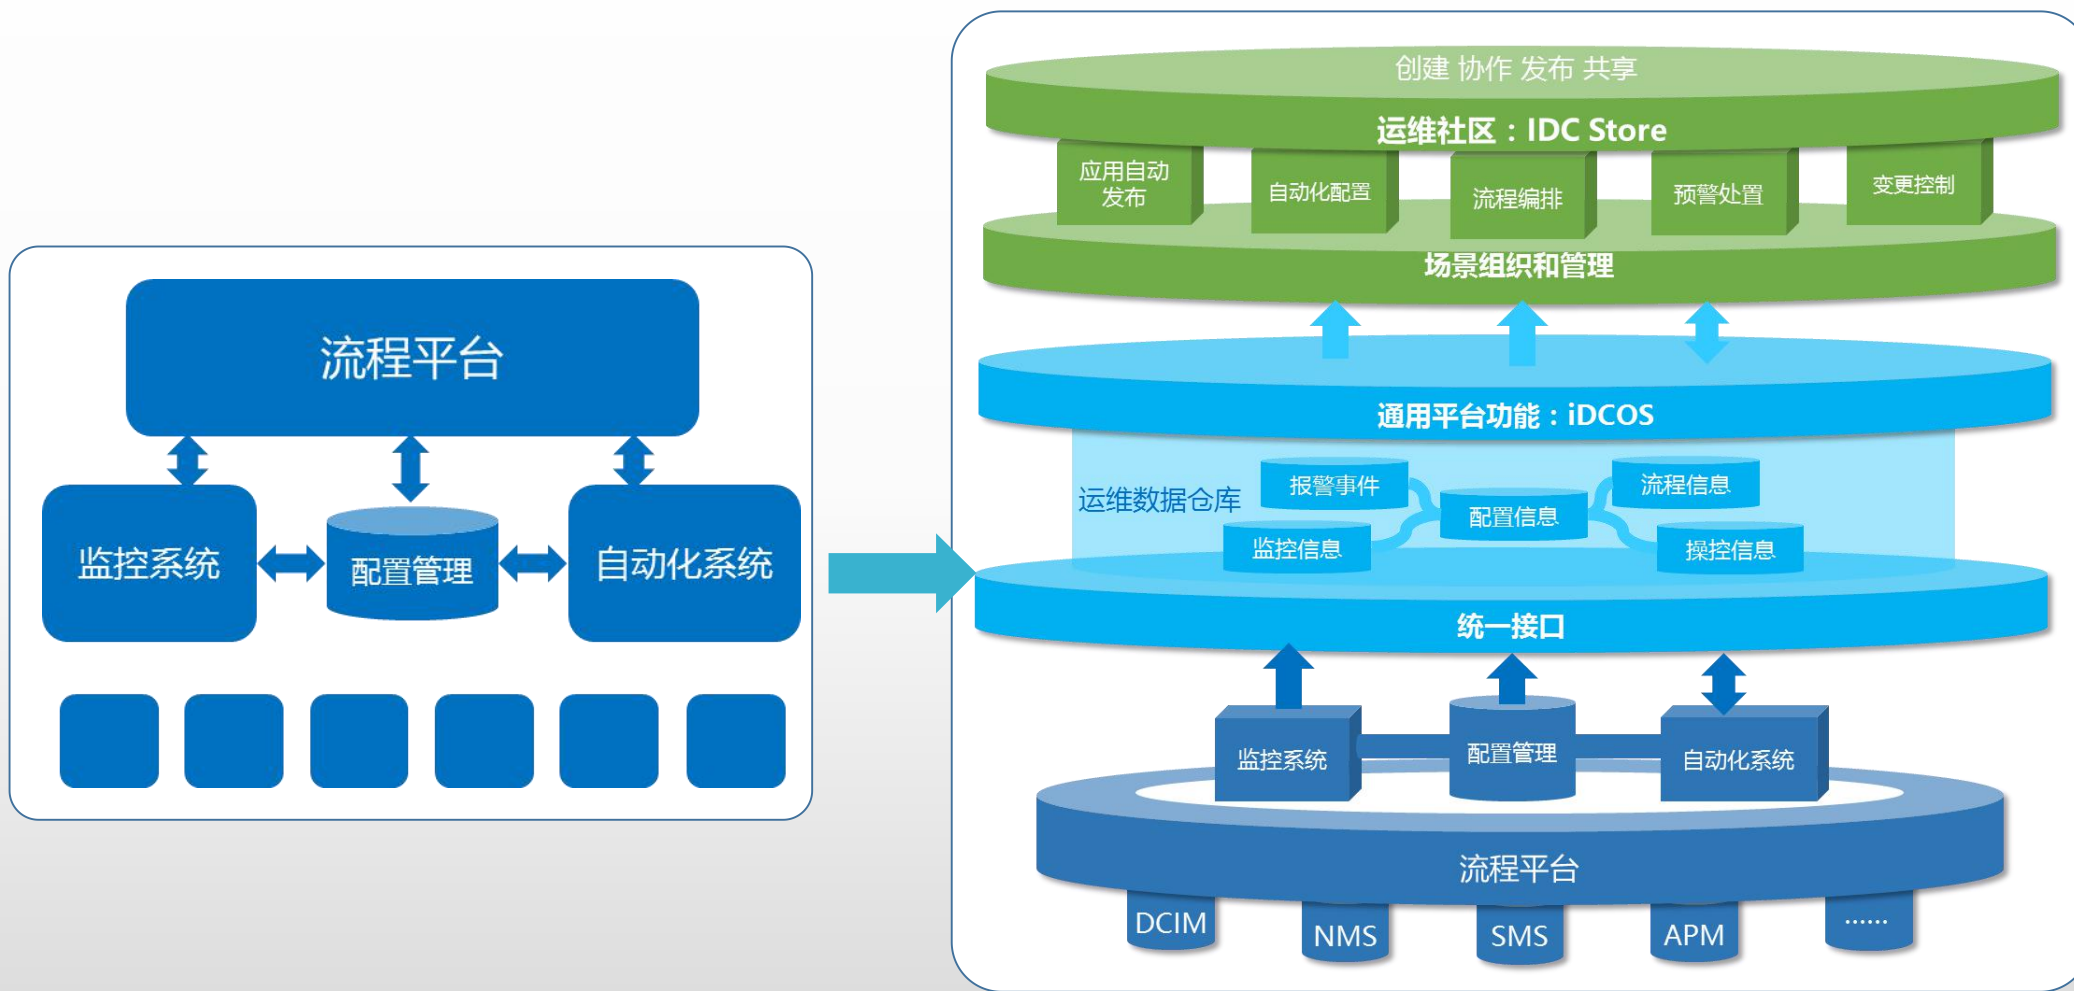 流程平台
监控系统
配置管理
自动化系统
创建 协作 发布 共享
运维社区：IDC Store
应用自动
发布
自动化配置
流程编排
预警处置
变更控制
场景组织和管理
通用平台功能：iDCOS
运维数据仓库
报警事件
流程信息
配置信息
监控信息
操控信息
统一接口
监控系统
配置管理
自动化系统
流程平台
DCIM
NMS
SMS
APM
……